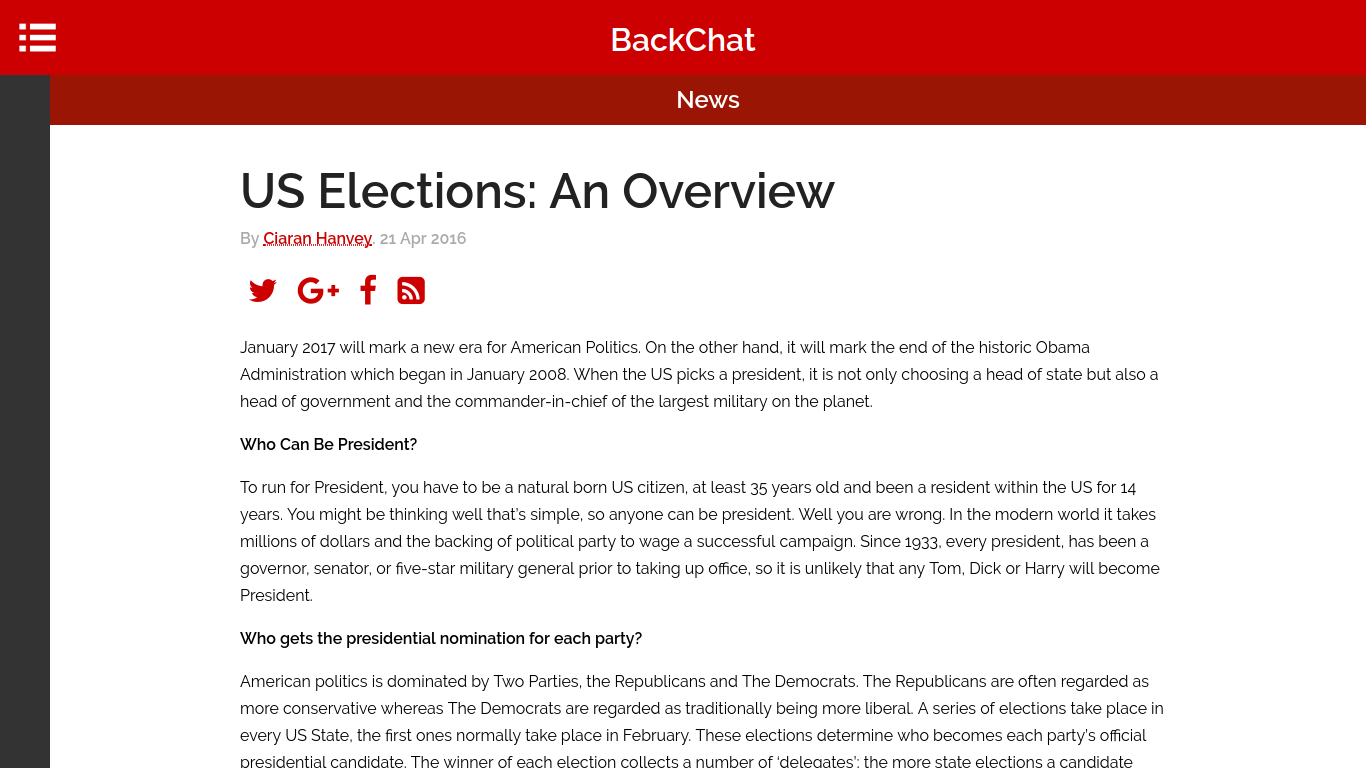 BackChat
News
US Elections: An Overview
By Ciaran Hanvey, 21 Apr 2016
January 2017 will mark a new era for American Politics. On the other hand, it will mark the end of the historic Obama
Administration which began in January 2008. When the US picks a president, it is not only choosing a head of state but also a
head of government and the commander-in-chief of the largest military on the planet.
Who Can Be President?
To run for President, you have to be a natural born US citizen, at least 35 years old and been a resident within the US for 14
years. You might be thinking well that’s simple, so anyone can be president. Well you are wrong. In the modern world it takes
millions of dollars and the backing of political party to wage a successful campaign. Since 1933, every president, has been a
governor, senator, or five-star military general prior to taking up office, so it is unlikely that any Tom, Dick or Harry will become
President.
Who gets the presidential nomination for each party?
American politics is dominated by Two Parties, the Republicans and The Democrats. The Republicans are often regarded as
more conservative whereas The Democrats are regarded as traditionally being more liberal. A series of elections take place in
every US State, the first ones normally take place in February. These elections determine who becomes each party’s official
presidential candidate. The winner of each election collects a number of ‘delegates’; the more state elections a candidate